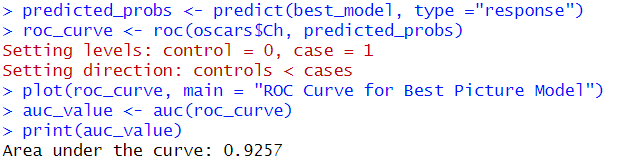 > predicted_probs <- predict(best_model, type ="response")
> roc_curve <- roc(oscars$Ch, predicted_probs)
Setting levels: control = 0, case = 1
Setting direction: controls < cases
> plot(roc_curve, main = "ROC Curve for Best Picture Model")
> auc_value <- auc(roc_curve)
> print(auc_value)
Area under the curve: 0.9257